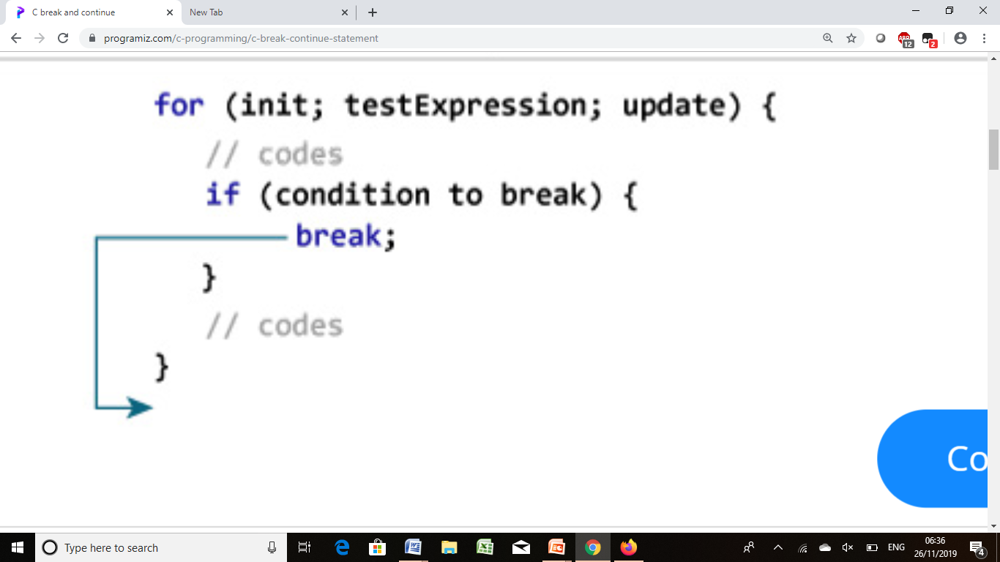 C break and continue
New Tab
programiz.com/c-programming/c-break-continue-statement
ABP
12
2
for (init; testExpression; update) {
// codes
if (condition to break) {
break;
}
// codes
}
Co
Type here to search
ENG
06:36
26/11/2019
4